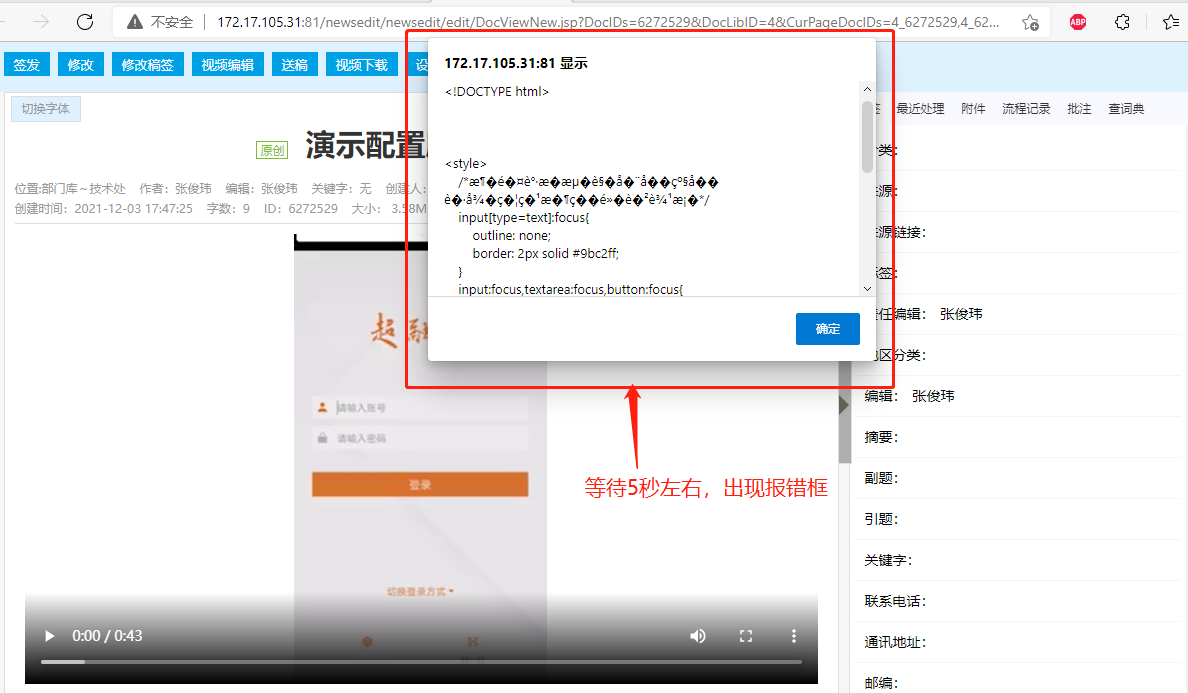 不安全 172.17.105.31:81/newsedit/newsedit/edit/DocViewNew.jsp?DocIDs=6272529&DocLibID=4&CurPageDocIDs=4_6272529,4_62... ABP
签发 修改 修改稿签 视频编辑 送稿 视频下载
切换字体
最近处理 附件 流程记录 批注 查词典
原创 演示配置
位置:部门库~技术处 作者：张俊玮 编辑：张俊玮 关键字：无 创建人:
创建时间：2021-12-03 17:47:25 字数：9 ID：6272529 大小： 3.58M
172.17.105.31:81 显示
<!DOCTYPE html>
<style>
input[type=text]:focus{
outline: none;
border: 2px solid #9bc2ff;
}
input:focus,textarea:focus,button:focus{
确定
等待5秒左右，出现报错框
超融
请输入账号
请输入密码
登录
切换登录方式
0:00 / 0:43
类：
源：
源链接：
签：
任编辑： 张俊玮
区分类：
编辑： 张俊玮
摘要：
副题：
引题：
关键字：
联系电话：
通讯地址：
邮编：